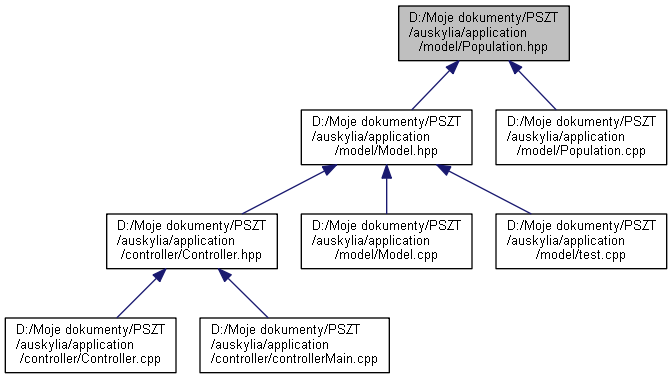 D:/Moje dokumenty/PSZT
/auskylia/application
/model/Population.hpp
D:/Moje dokumenty/PSZT
/auskylia/application
/model/Model.hpp
D:/Moje dokumenty/PSZT
/auskylia/application
/model/Population.cpp
D:/Moje dokumenty/PSZT
/auskylia/application
/controller/Controller.hpp
D:/Moje dokumenty/PSZT
/auskylia/application
/model/Model.cpp
D:/Moje dokumenty/PSZT
/auskylia/application
/model/test.cpp
D:/Moje dokumenty/PSZT
/auskylia/application
/controller/Controller.cpp
D:/Moje dokumenty/PSZT
/auskylia/application
/controller/controllerMain.cpp